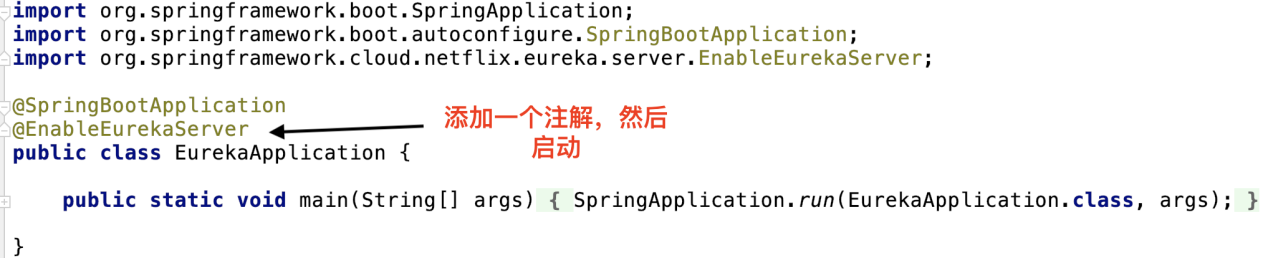 import org.springframework.boot.SpringApplication;
import org.springframework.boot.autoconfigure.SpringBootApplication;
import org.springframework.cloud.netflix.eureka.server.EnableEurekaServer;
@SpringBootApplication
@EnableEurekaServer
添加一个注解，然后
启动
public class EurekaApplication {
public static void main(String[] args) { SpringApplication.run(EurekaApplication.class, args); }
}